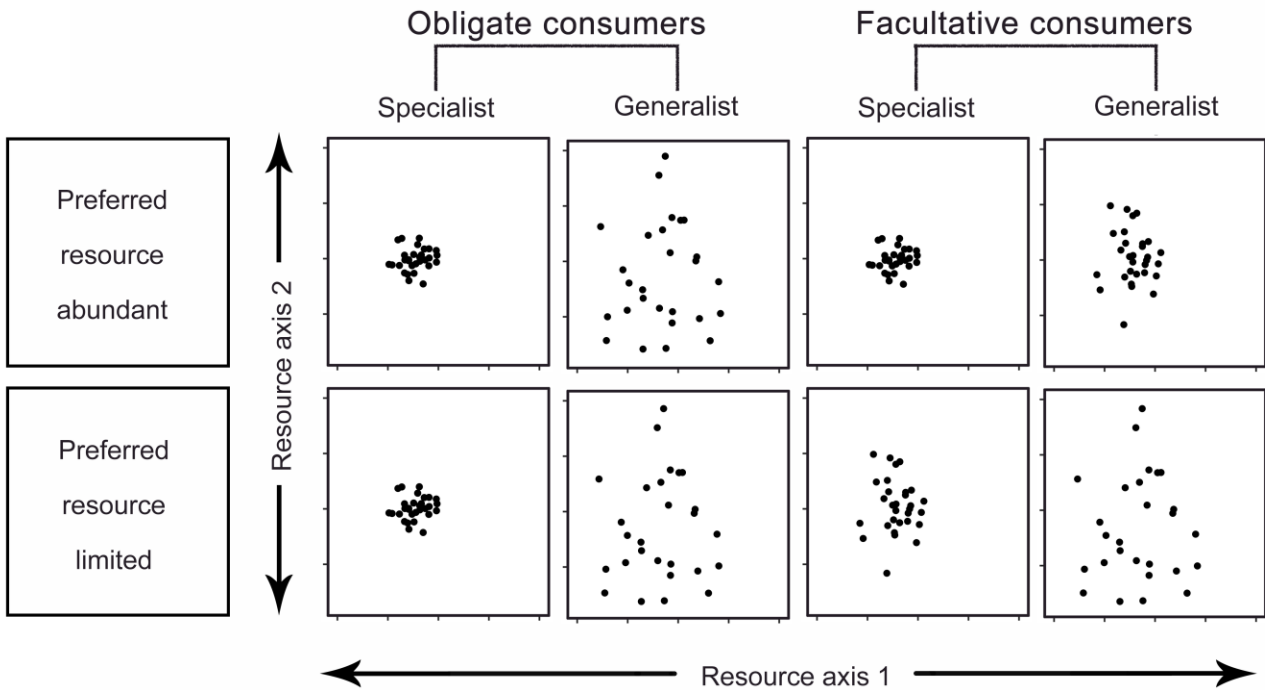 Obligate consumers
Facultative consumers
Specialist
Generalist
Specialist
Generalist
Preferred
resource
abundant
Resource axis 2
Preferred
resource
limited
Resource axis 1